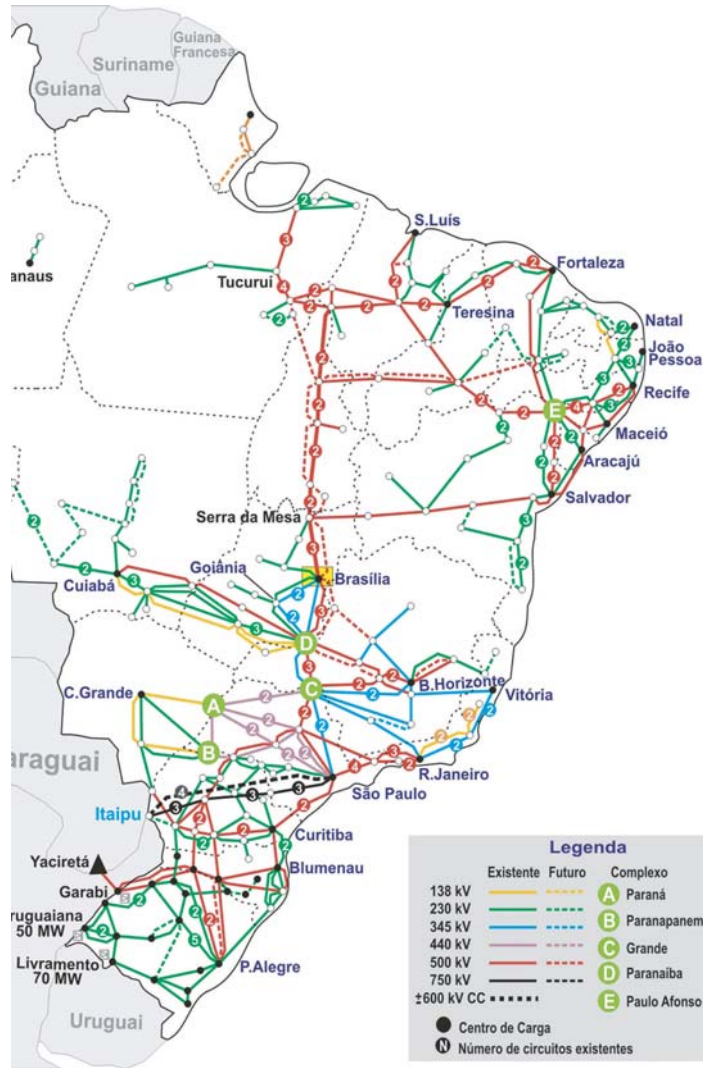 Guiana
Francesa
Suriname
Guiana
S.Luís
Fortaleza
anaus
Tucuruí
Teresina
Natal
João
Pessoa
Recife
Maceió
Aracajú
Salvador
Serra da Mesa
Goiânia
Brasília
Cuiabá
B.Horizonte
Vitória
C.Grande
A
B
C
D
E
araguai
R.Janeiro
São Paulo
Itaipu
Curitiba
Yaciretá
Blumenau
Garabi
ruguaiana
50 MW
Livramento
70 MW
P.Alegre
Uruguai
Legenda
Existente Futuro Complexo
138 kV A Paraná
230 kV B Paranapanem
345 kV
440 kV C Grande
500 kV D Paranaíba
750 kV
±600 kV CC E Paulo Afonso
Centro de Carga
N Número de circuitos existentes